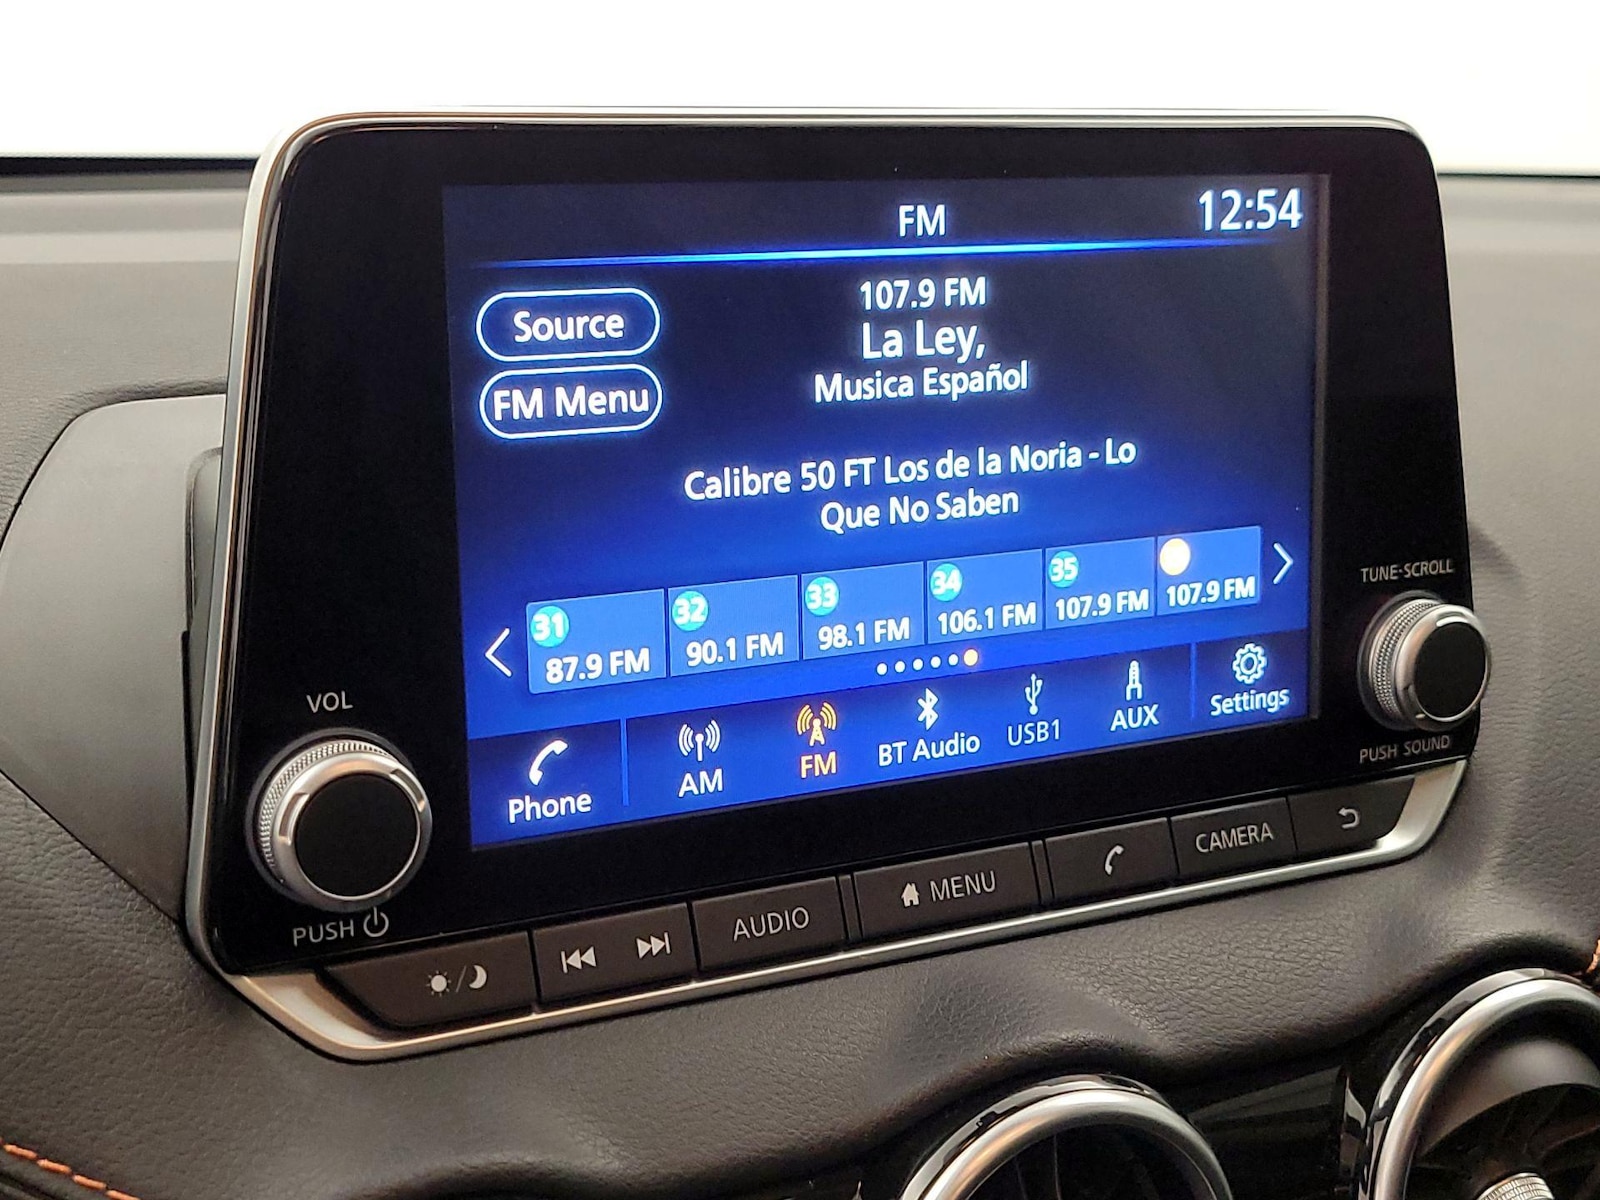 FM
12:54
Source
FM Menu
107.9 FM
La Ley,
Musica Español
Calibre 50 FT Los de la Noria - Lo
Que No Saben
31
87.9 FM
32
90.1 FM
33
98.1 FM
34
106.1 FM
35
107.9 FM
107.9 FM
Phone
AM
FM
BT Audio
USB1
AUX
Settings
VOL
PUSH
TUNE·SCROLL
PUSH SOUND
AUDIO
MENU
CAMERA